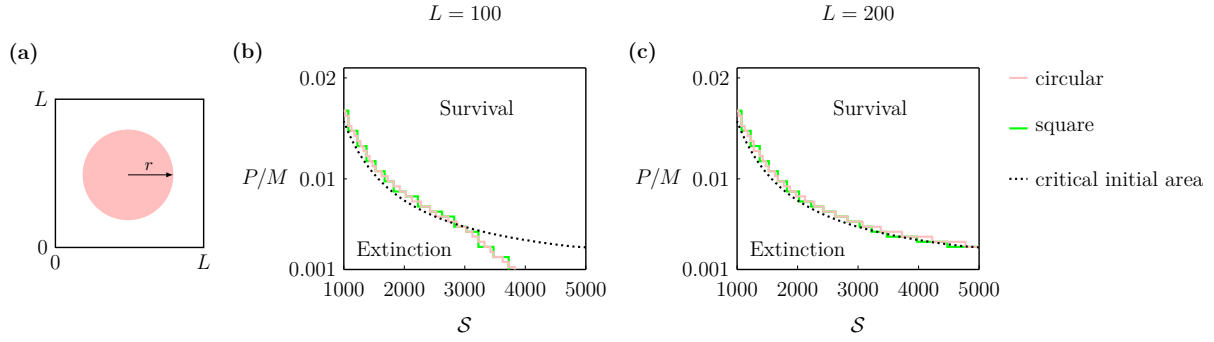 L = 100
L = 200
(a)
(b)
(c)
L
r
0
0
L
0.02
P/M
0.01
0.001
Survival
Extinction
1000 2000 3000 4000 5000
S
0.02
P/M
0.01
0.001
Survival
Extinction
1000 2000 3000 4000 5000
S
circular
square
critical initial area